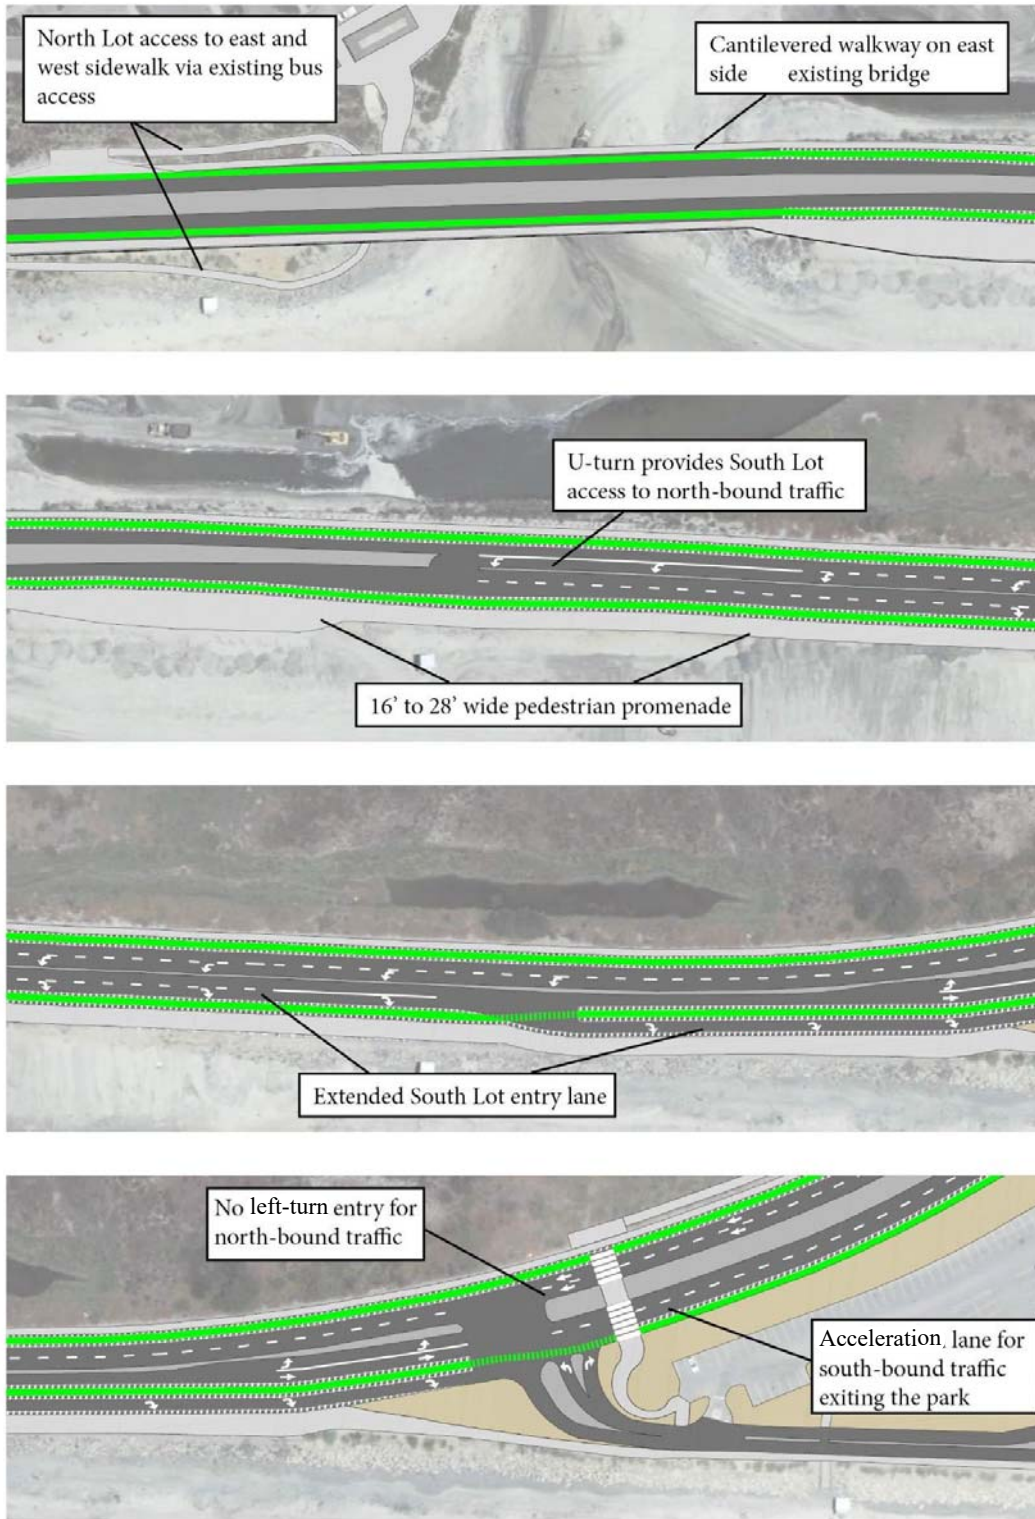 North Lot access to east and
west sidewalk via existing bus
access
Cantilevered walkway on east
side existing bridge
U-turn provides South Lot
access to north-bound traffic
16' to 28' wide pedestrian promenade
Extended South Lot entry lane
No left-turn entry for
north-bound traffic
Acceleration, lane for
south-bound traffic
exiting the park